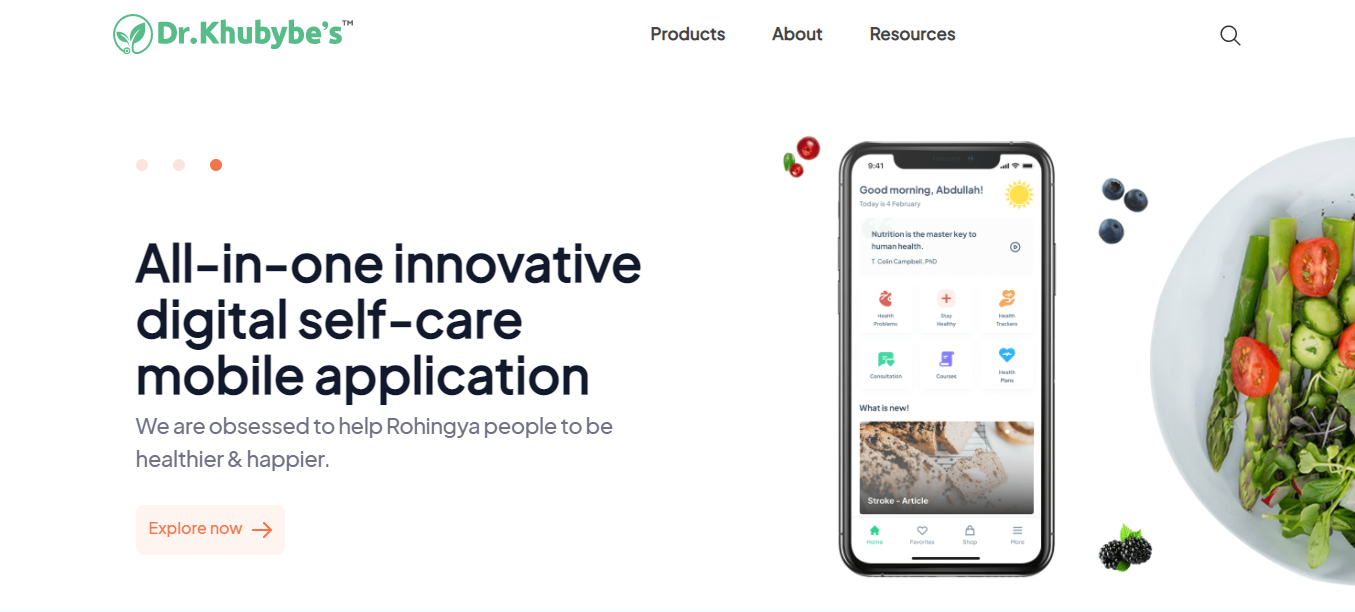 Dr.Khubybe's™
Products
About
Resources
All-in-one innovative
digital self-care
mobile application
We are obsessed to help Rohingya people to be
healthier & happier.
Explore now
9:41
Good morning, Abdullah!
Today is 4 February
Nutrition is the master key to
human health.
T. Colin Campbell, PhD
Health
Problems
Stay
Healthy
Health
Trackers
Consultation
Courses
Health
Plans
What is new!
Stroke - Article
Home
Favorites
Shop
More